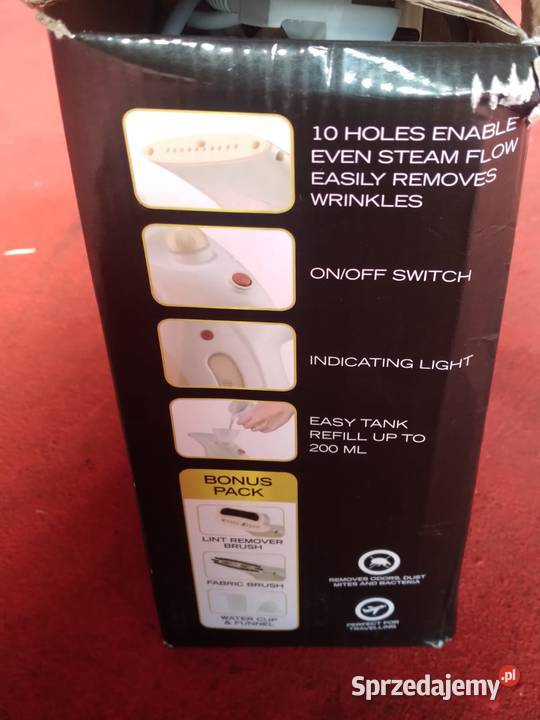 10 HOLES ENABLE
EVEN STEAM FLOW
EASILY REMOVES
WRINKLES
ON/OFF SWITCH
INDICATING LIGHT
EASY TANK
REFILL UP TO
200 ML
BONUS
PACK
LINT REMOVER
BRUSH
FABRIC BRUSH
WATER CUP
& FUNNEL
REMOVES ODORS, DUST
MITES AND BACTERIA
PERFECT FOR
TRAVELLING
Sprzedajemy.pl